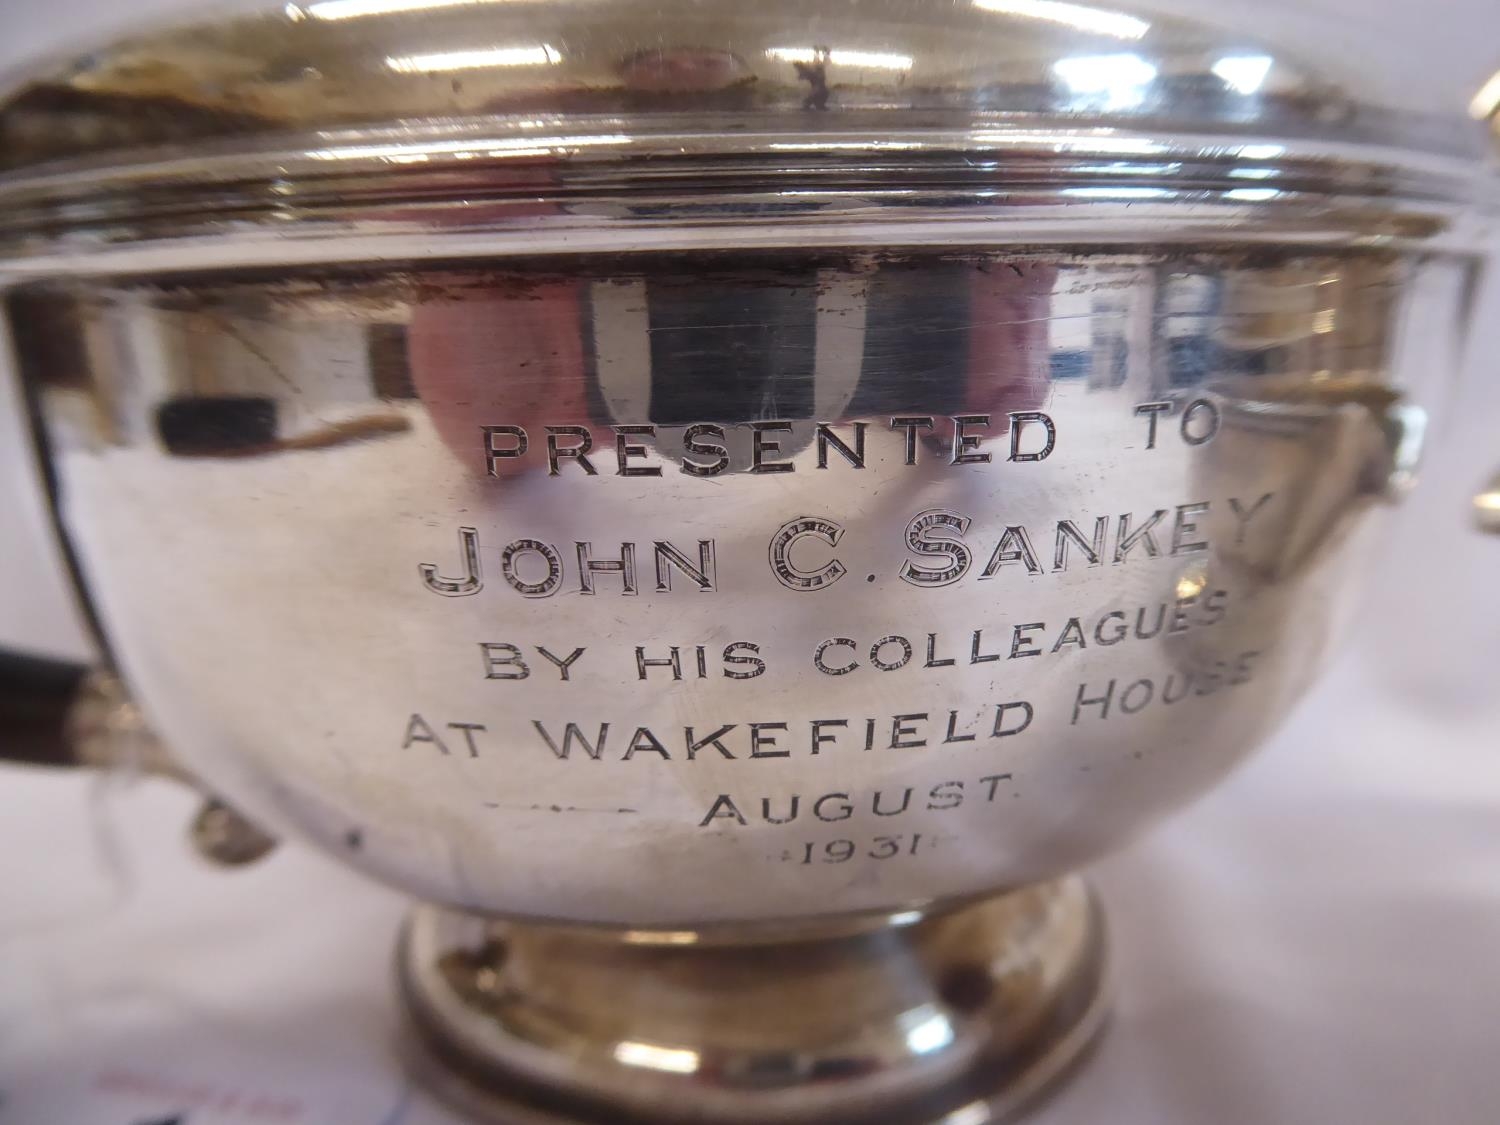 PRESENTED TO
JOHN C. SANKEY
BY HIS COLLEAGUES
AT WAKEFIELD HOUSE
AUGUST.
1931